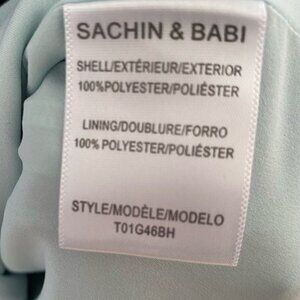 SACHIN & BABI
SHELL/EXTÉRIEUR/EXTERIOR
100%POLYESTER/POLIÉSTER
LINING/DOUBLURE/FORRO
100% POLYESTER/POLIÉSTER
STYLE/MODÈLE/MODELO
T01G46BH